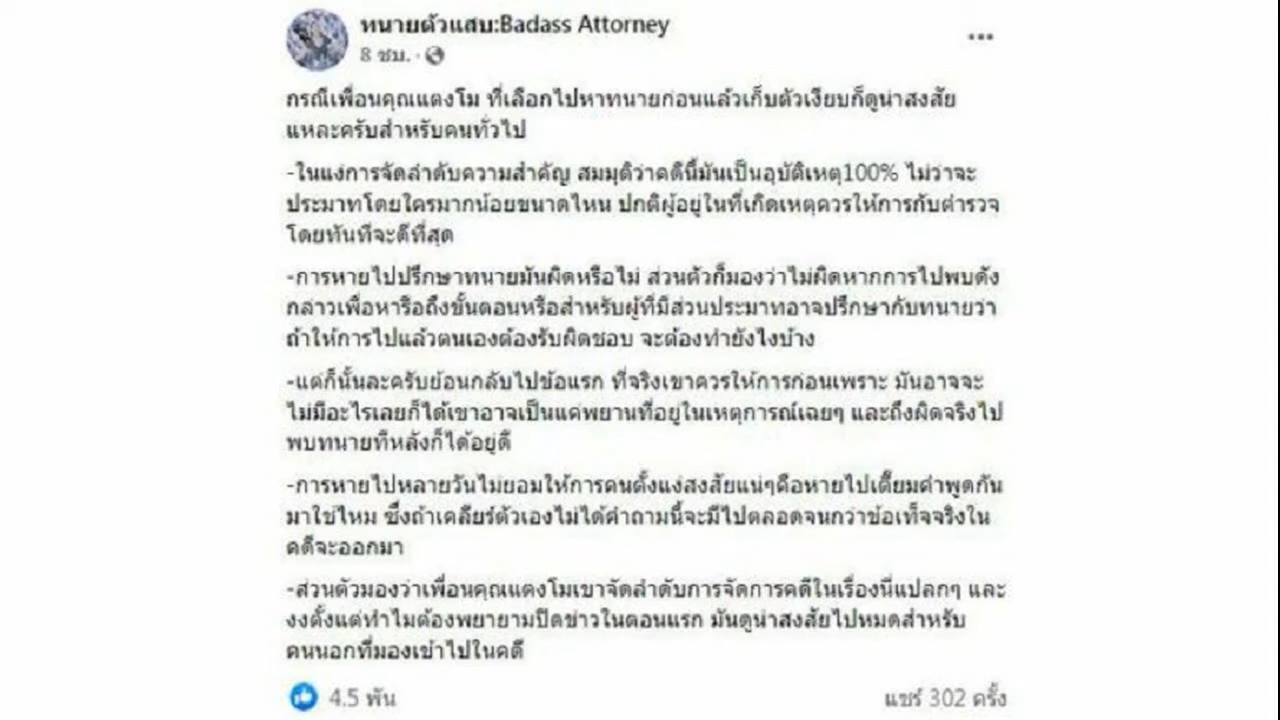 ทนายตัวแสบ:Badass Attorney
8 ชม. ·
กรณีเพื่อนคุณแตงโม ที่เลือกไปหาทนายก่อนแล้วเก็บตัวเงียบก็ดูน่าสงสัย
แหละครับสำหรับคนทั่วไป
-ในแง่การจัดลำดับความสำคัญ สมมุติว่าคดีนี้มันเป็นอุบัติเหตุ100% ไม่ว่าจะ
ประมาทโดยใครมากน้อยขนาดไหน ปกติผู้อยู่ในที่เกิดเหตุควรให้การกับตำรวจ
โดยทันทีจะดีที่สุด
-การหายไปปรึกษาทนายมันผิดหรือไม่ ส่วนตัวก็มองว่าไม่ผิดหากการไปพบดัง
กล่าวเพื่อหารือถึงขั้นตอนหรือสำหรับผู้ที่มีส่วนประมาทอาจปรึกษากับทนายว่า
ถ้าให้การไปแล้วตนเองต้องรับผิดชอบ จะต้องทำยังไงบ้าง
-แต่ก็นั้นละครับย้อนกลับไปข้อแรก ที่จริงเขาควรให้การก่อนเพราะ มันอาจจะ
ไม่มีอะไรเลยก็ได้เขาอาจเป็นแค่พยานที่อยู่ในเหตุการณ์เฉยๆ และถึงผิดจริงไป
พบทนายทีหลังก็ได้อยู่ดี
-การหายไปหลายวันไม่ยอมให้การคนตั้งแง่สงสัยแน่ๆคือหายไปเตี๊ยมคำพูดกัน
มาใช่ไหม ซึ่งถ้าเคลียร์ตัวเองไม่ได้คำถามนี้จะมีไปตลอดจนกว่าข้อเท็จจริงใน
คดีจะออกมา
-ส่วนตัวมองว่าเพื่อนคุณแตงโมเขาจัดลำดับการจัดการคดีในเรื่องนี้แปลกๆ และ
งงตั้งแต่ทำไมต้องพยายามปิดข่าวในตอนแรก มันดูน่าสงสัยไปหมดสำหรับ
คนนอกที่มองเข้าไปในคดี
4.5 พัน
แชร์ 302 ครั้ง